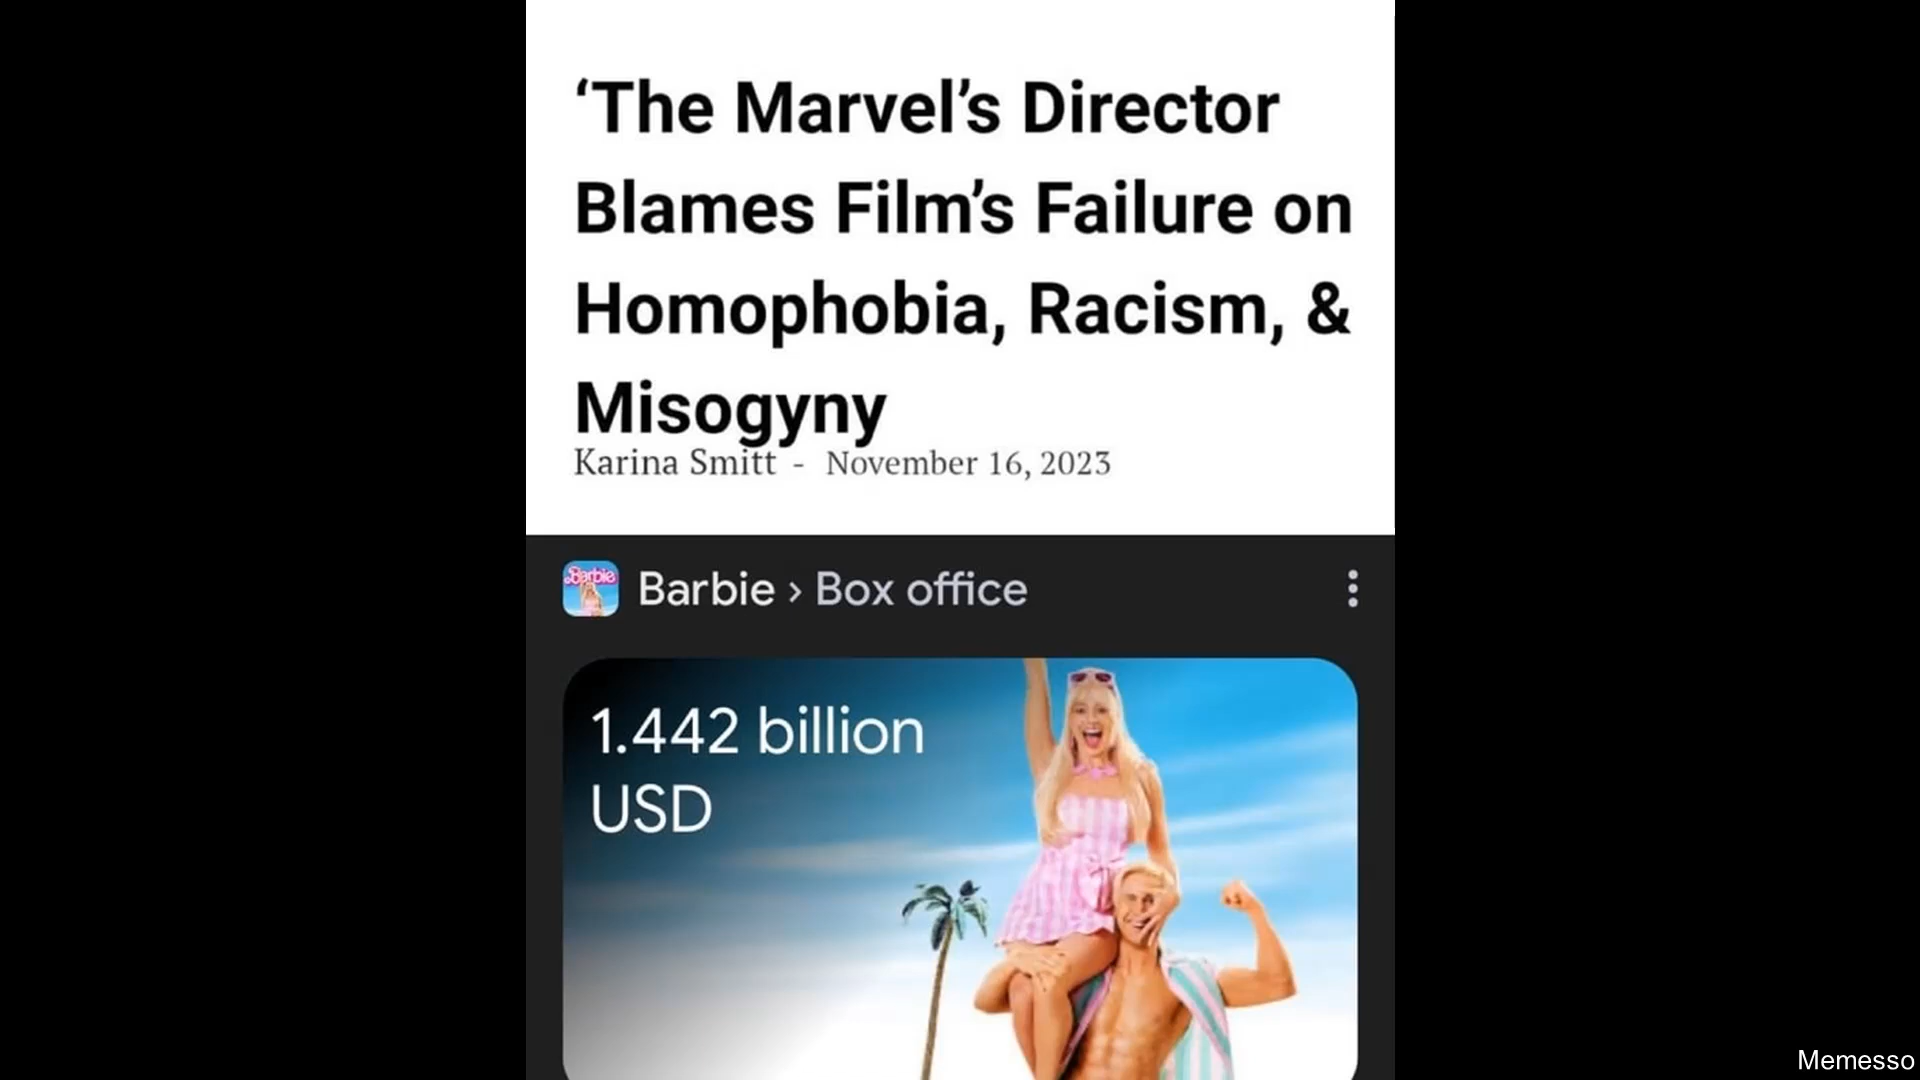 ‘The Marvel’s Director
Blames Film’s Failure on
Homophobia, Racism, &
Misogyny
Karina Smitt - November 16, 2023
Barbie
Barbie › Box office
1.442 billion
USD
Memesso